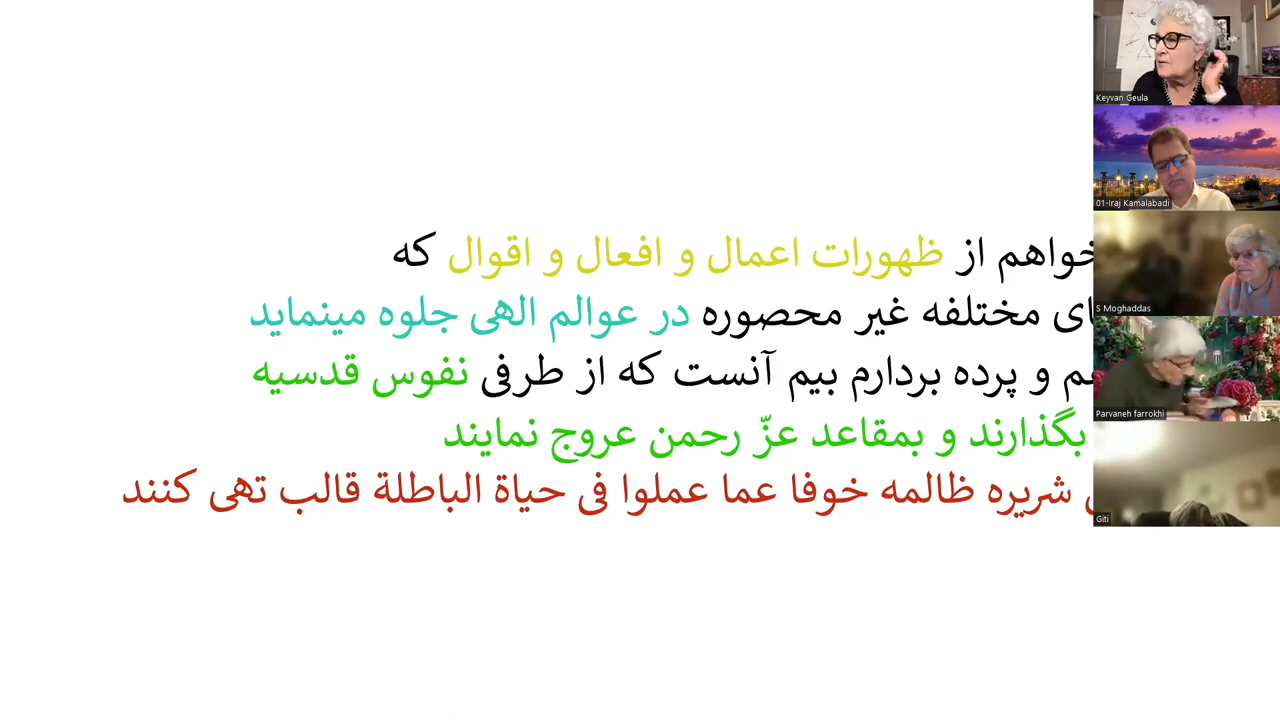 خواهم از ظهورات اعمال و افعال و اقوال که
مختلفه غیر محصوره در عوالم الهی جلوه مینماید
و پرده بردارم بیم آنست که از طرفی نفوس قدسیه
بگذارند و بمقاعد عزّ رحمن عروج نمایند
شریره ظالمه خوفا عما عملوا فی حیاة الباطلة قالب تهی کنند
Keyvan Geula
01-Iraj Kamalabadi
S Moghaddas
Parvaneh farrokhi
Giti